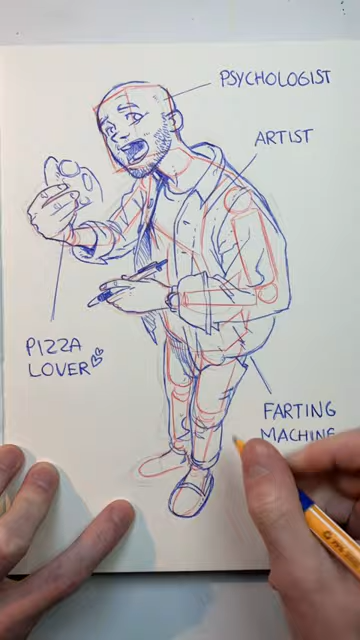 PSYCHOLOGIST
ARTIST
PIZZA
LOVER
FARTING
MACHINE